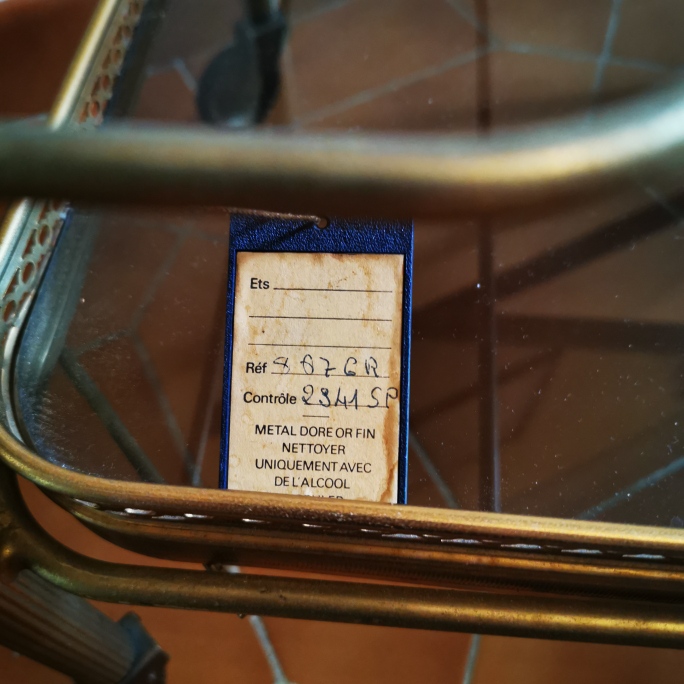 Ets
Réf 8676R
Contrôle 2341 SP
METAL DORE OR FIN
NETTOYER
UNIQUEMENT AVEC
DE L'ALCOOL